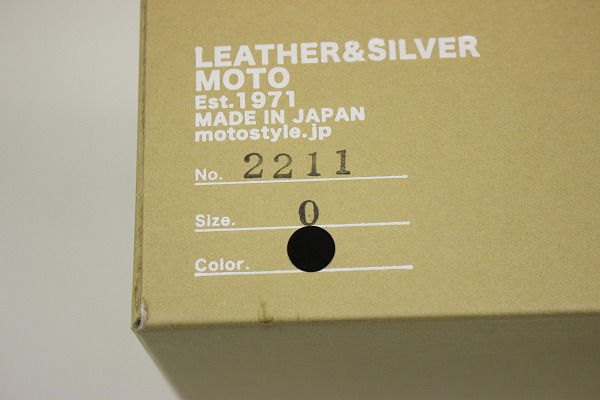 LEATHER&SILVER
MOTO
Est.1971
MADE IN JAPAN
motostyle.jp
No. 2211
Size. 0
Color.